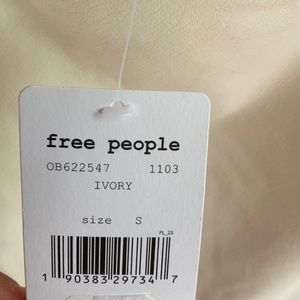 free people
OB622547 1103
IVORY
size S
FL_23
1 90383 29734 7